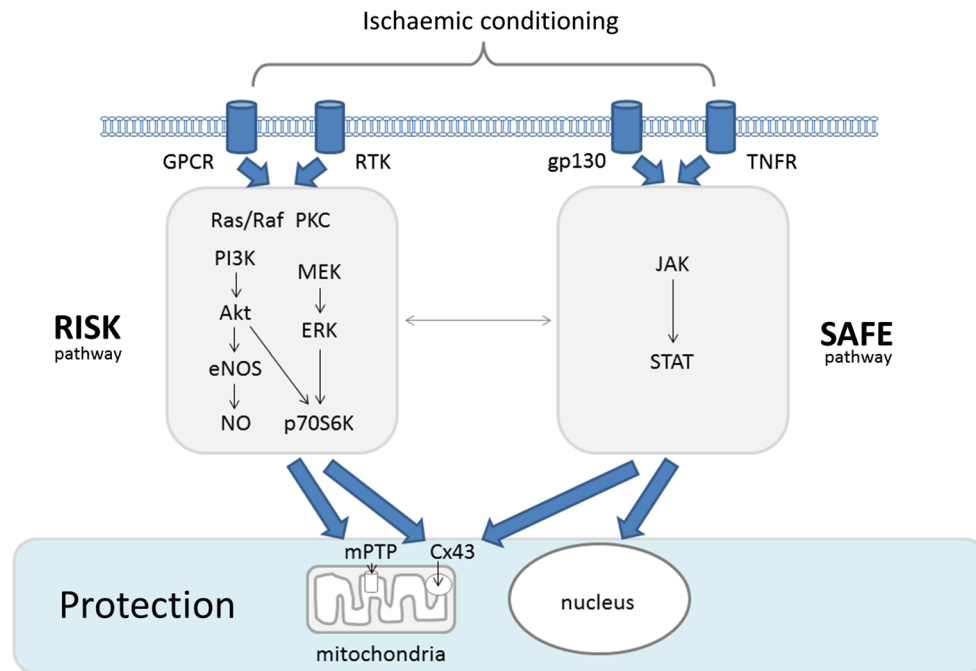 Ischaemic conditioning
GPCR
RTK
gp130
TNFR
Ras/Raf PKC
PI3K
MEK
Akt
ERK
eNOS
NO
p70S6K
RISK
pathway
JAK
STAT
SAFE
pathway
mPTP
Cx43
Protection
nucleus
mitochondria